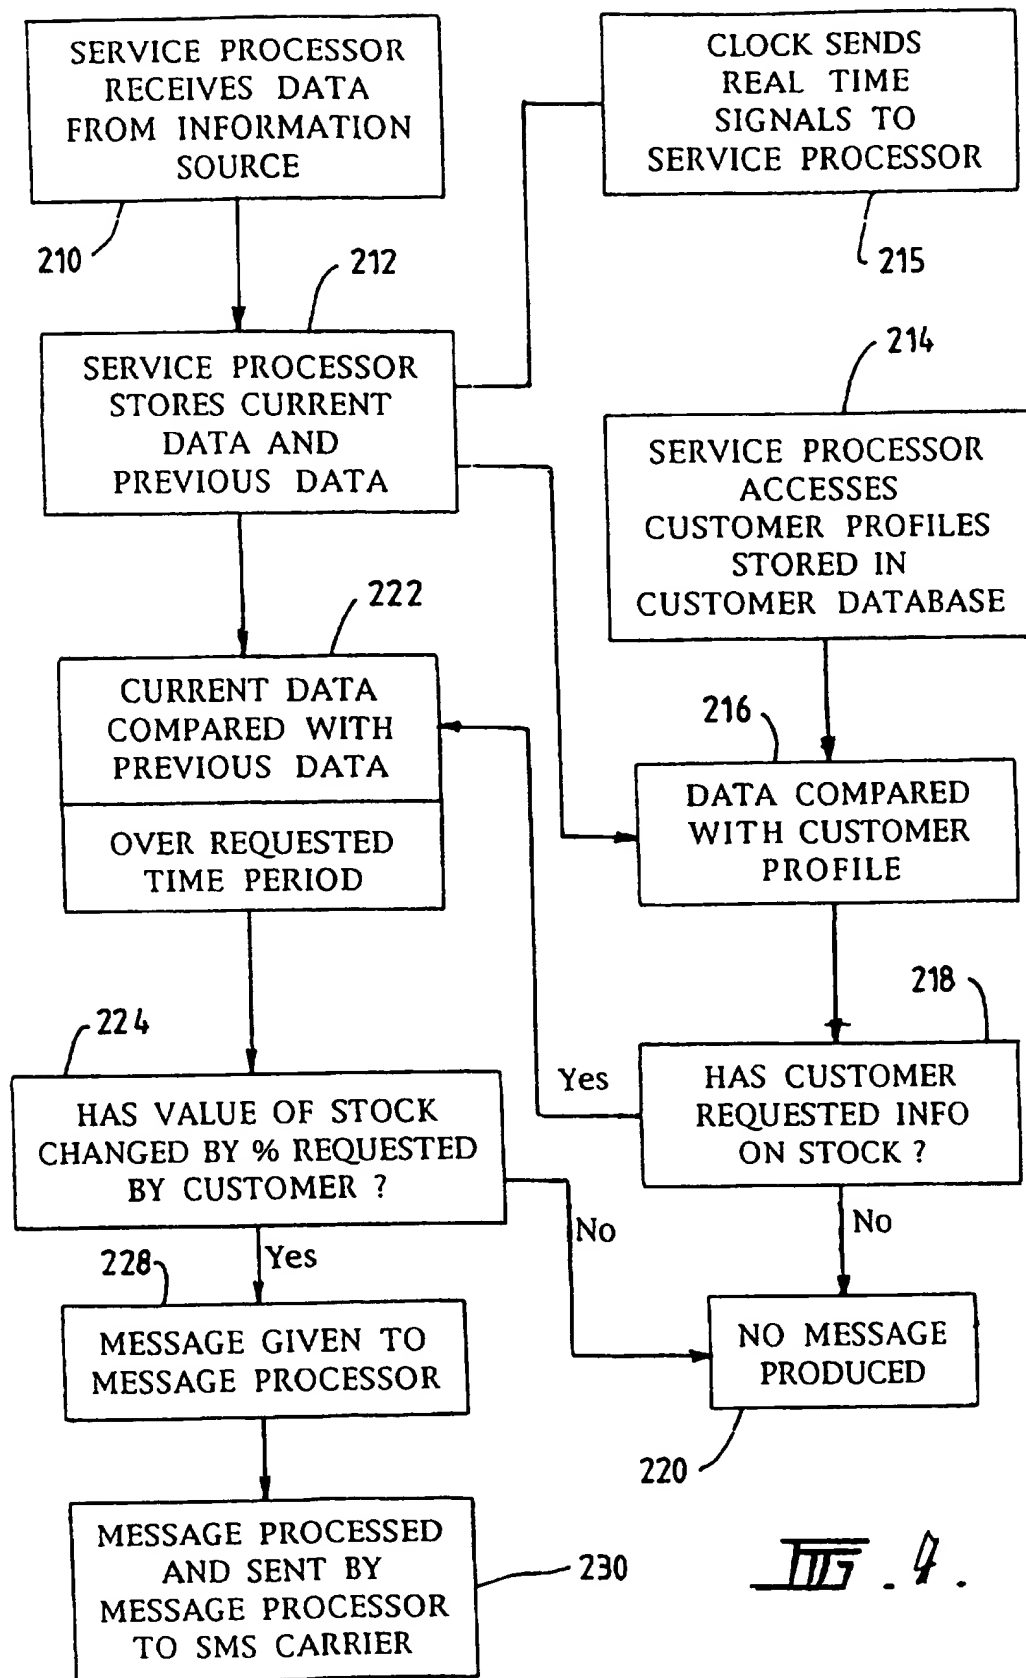 SERVICE PROCESSOR
RECEIVES DATA
FROM INFORMATION
SOURCE
210
CLOCK SENDS
REAL TIME
SIGNALS TO
SERVICE PROCESSOR
215
212
SERVICE PROCESSOR
STORES CURRENT
DATA AND
PREVIOUS DATA
214
SERVICE PROCESSOR
ACCESSES
CUSTOMER PROFILES
STORED IN
CUSTOMER DATABASE
222
CURRENT DATA
COMPARED WITH
PREVIOUS DATA
OVER REQUESTED
TIME PERIOD
216
DATA COMPARED
WITH CUSTOMER
PROFILE
218
HAS CUSTOMER
REQUESTED INFO
ON STOCK ?
Yes
No
224
HAS VALUE OF STOCK
CHANGED BY % REQUESTED
BY CUSTOMER ?
Yes
No
228
MESSAGE GIVEN TO
MESSAGE PROCESSOR
NO MESSAGE
PRODUCED
220
MESSAGE PROCESSED
AND SENT BY
MESSAGE PROCESSOR
TO SMS CARRIER
230
FIG.